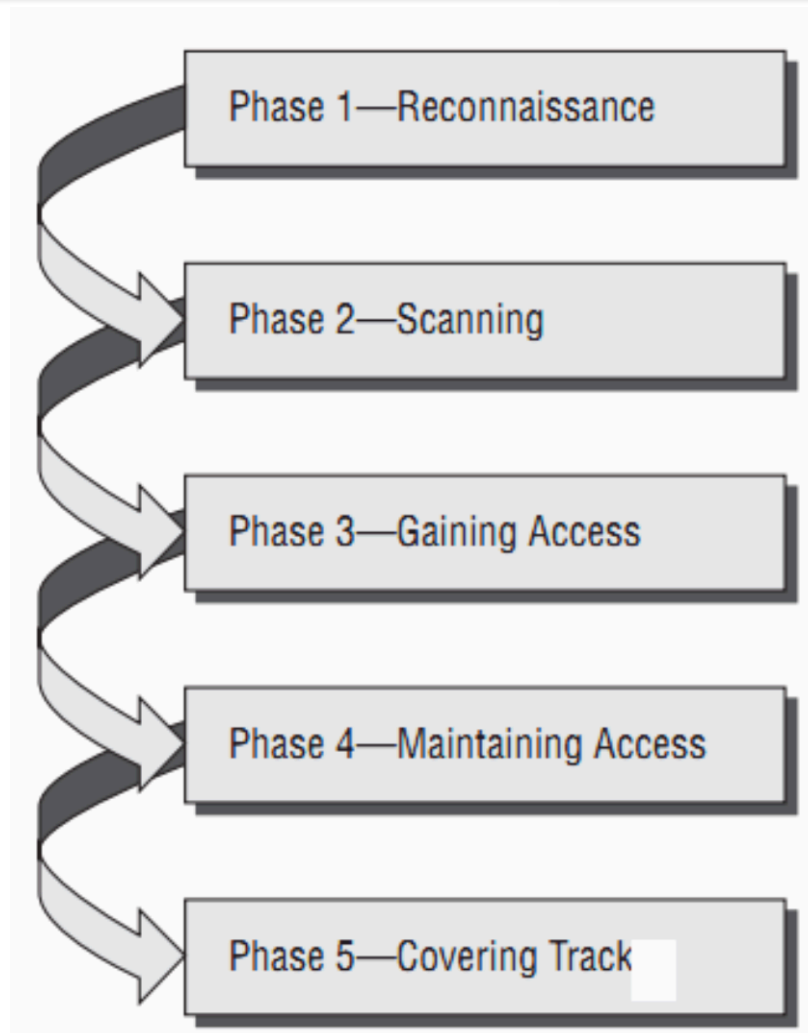 Phase 1—Reconnaissance
Phase 2—Scanning
Phase 3—Gaining Access
Phase 4—Maintaining Access
Phase 5—Covering Track